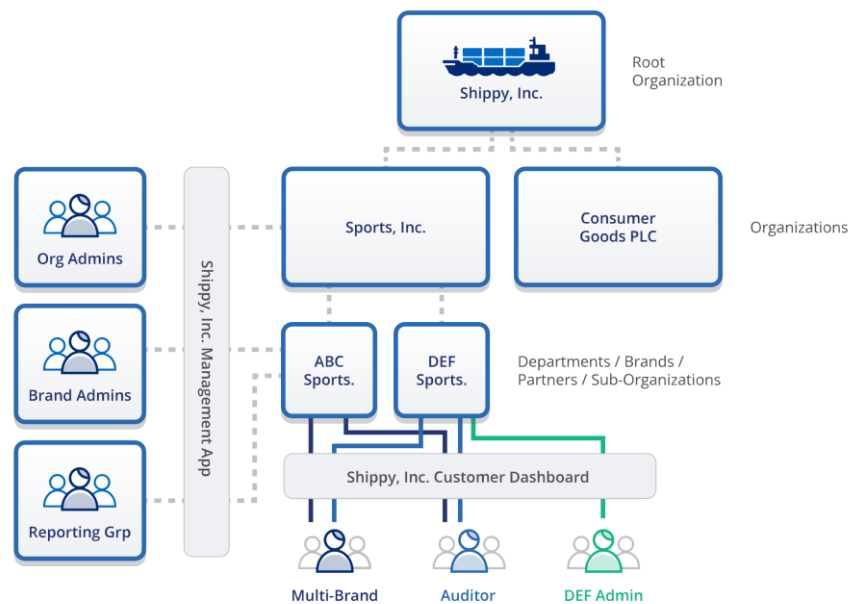 Shippy, Inc.
Root
Organization
Org Admins
Sports, Inc.
Consumer
Goods PLC
Organizations
Shippy, Inc. Management App
Brand Admins
ABC
Sports.
DEF
Sports.
Departments / Brands /
Partners / Sub-Organizations
Reporting Grp
Shippy, Inc. Customer Dashboard
Multi-Brand
Auditor
DEF Admin